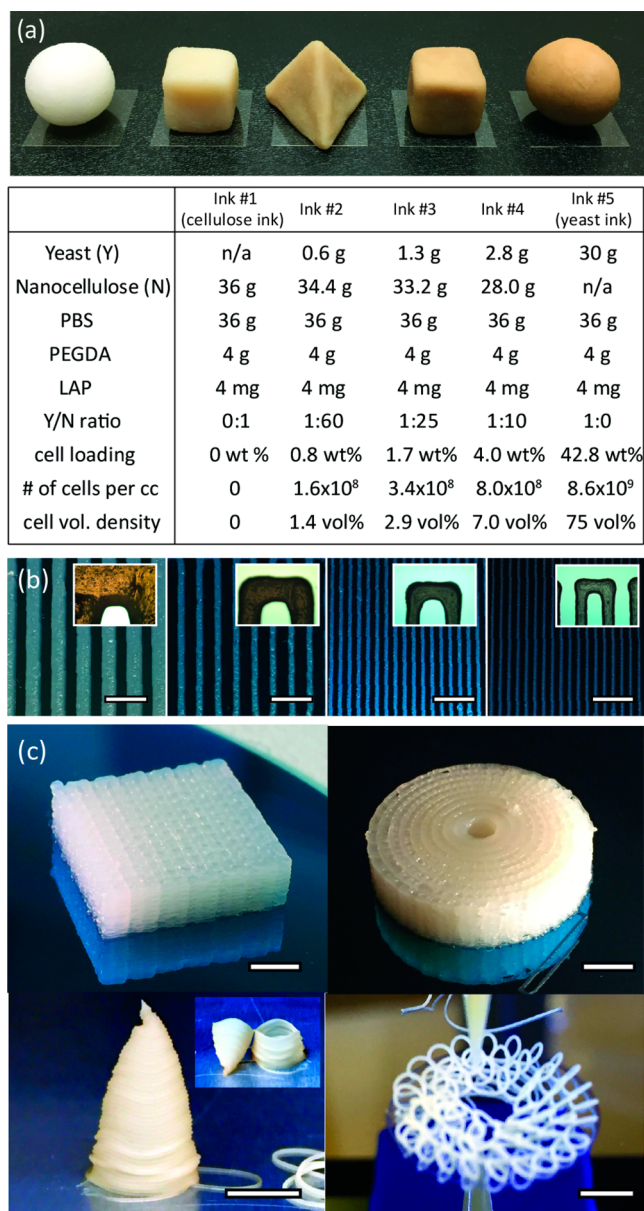 (a)
Ink #1 Ink #2 Ink #3 Ink #4 Ink #5
(cellulose ink) (yeast ink)
Yeast (Y) n/a 0.6 g 1.3 g 2.8 g 30 g
Nanocellulose (N) 36 g 34.4 g 33.2 g 28.0 g n/a
PBS 36 g 36 g 36 g 36 g 36 g
PEGDA 4 g 4 g 4 g 4 g 4 g
LAP 4 mg 4 mg 4 mg 4 mg 4 mg
Y/N ratio 0:1 1:60 1:25 1:10 1:0
cell loading 0 wt % 0.8 wt% 1.7 wt% 4.0 wt% 42.8 wt%
# of cells per cc 0 1.6x10⁸ 3.4x10⁸ 8.0x10⁸ 8.6x10⁹
cell vol. density 0 1.4 vol% 2.9 vol% 7.0 vol% 75 vol%
(b)
(c)